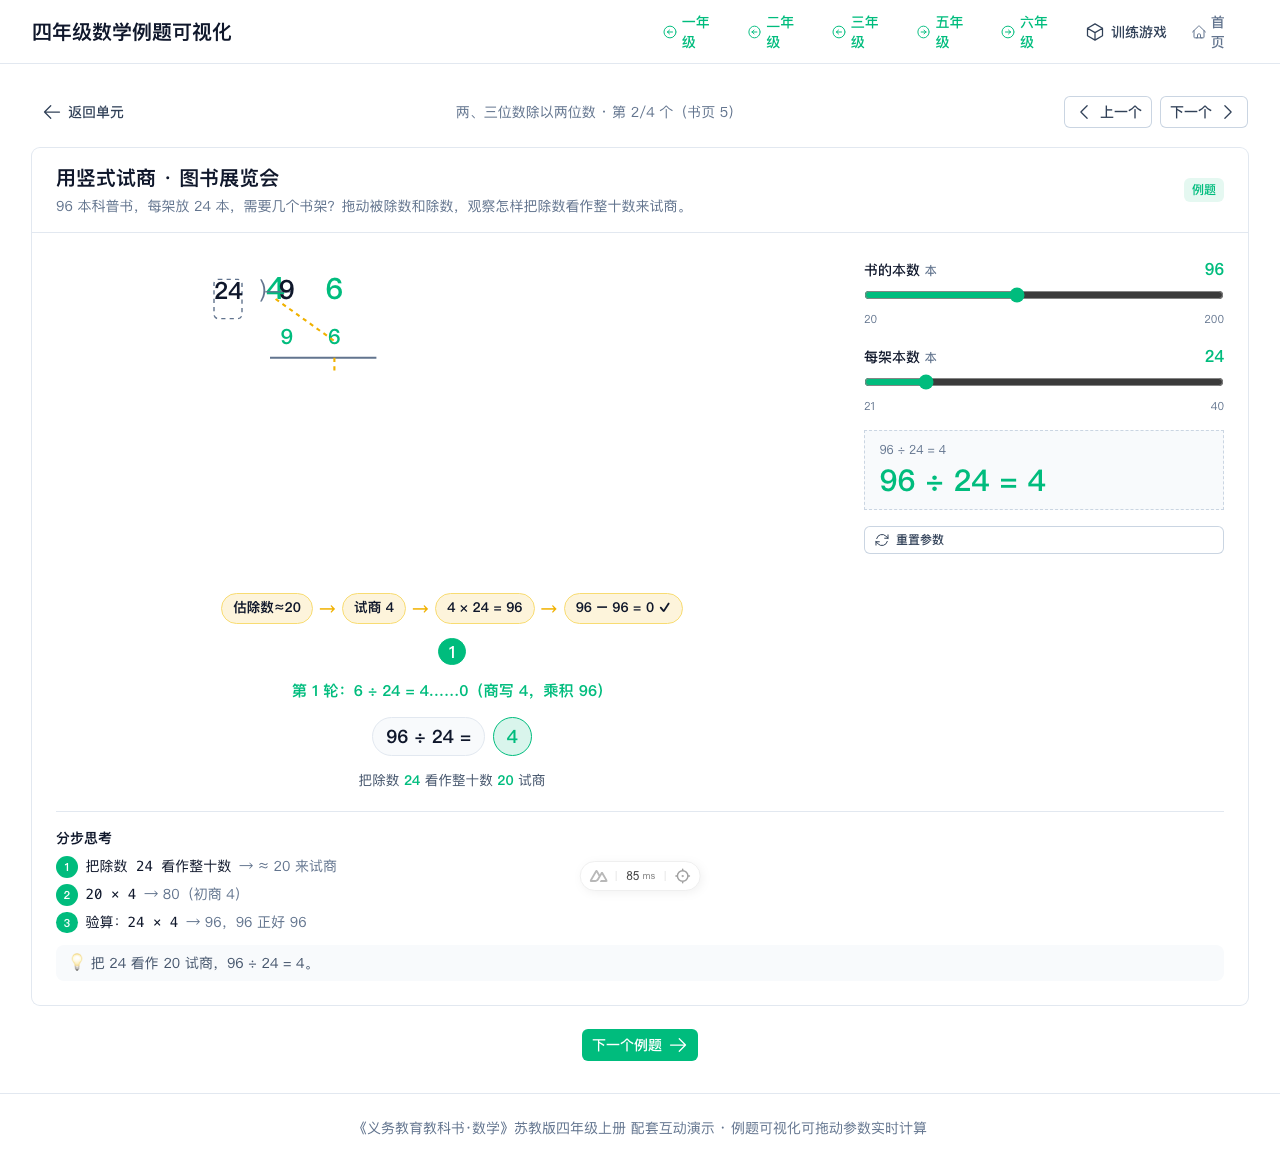 四年级数学例题可视化
一年级
二年级
三年级
五年级
六年级
训练游戏
首页
返回单元
两、三位数除以两位数 · 第 2/4 个（书页 5）
上一个
下一个
用竖式试商 · 图书展览会
96 本科普书，每架放 24 本，需要几个书架？拖动被除数和除数，观察怎样把除数看作整十数来试商。
例题
4
24 ) 9 6
9 6
书的本数 本 96
20 200
每架本数 本 24
21 40
96 ÷ 24 = 4
96 ÷ 24 = 4
重置参数
估除数≈20 → 试商 4 → 4 × 24 = 96 → 96 − 96 = 0 ✓
1
第 1 轮：6 ÷ 24 = 4……0（商写 4，乘积 96）
96 ÷ 24 = 4
把除数 24 看作整十数 20 试商
分步思考
1 把除数 24 看作整十数 → ≈ 20 来试商
2 20 × 4 → 80（初商 4）
3 验算：24 × 4 → 96，96 正好 96
85 ms
💡 把 24 看作 20 试商，96 ÷ 24 = 4。
下一个例题 →
《义务教育教科书·数学》苏教版四年级上册 配套互动演示 · 例题可视化可拖动参数实时计算